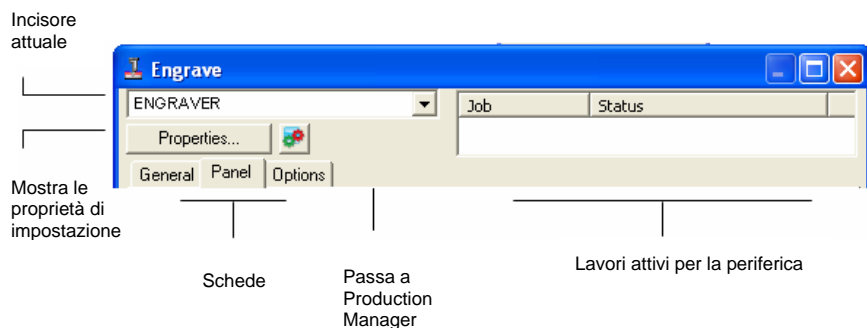 Incisore
attuale
Engrave
ENGRAVER
Job Status
Properties...
General Panel Options
Mostra le
proprietà di
impostazione
Schede
Passa a
Production
Manager
Lavori attivi per la periferica